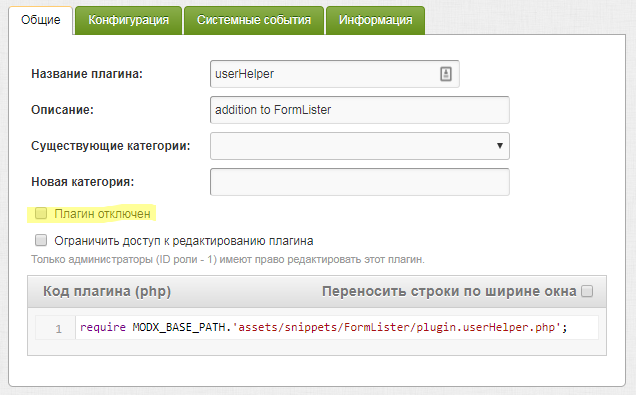 Общие Конфигурация Системные события Информация
Название плагина: userHelper
Описание: addition to FormLister
Существующие категории:
Новая категория:
Плагин отключен
Ограничить доступ к редактированию плагина
Только администраторы (ID роли - 1) имеют право редактировать этот плагин.
Код плагина (php) Переносить строки по ширине окна
1 require MODX_BASE_PATH.'assets/snippets/FormLister/plugin.userHelper.php';